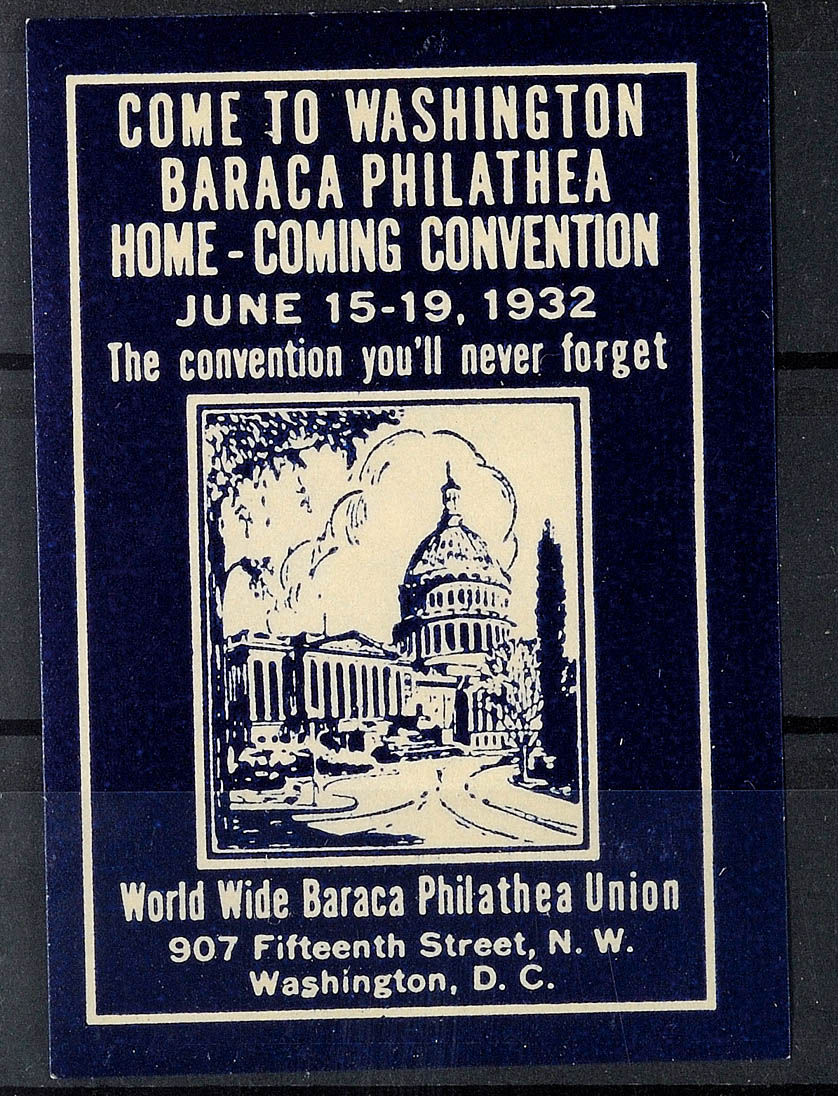 COME TO WASHINGTON
BARACA PHILATHEA
HOME - COMING CONVENTION
JUNE 15-19, 1932
The convention you'll never forget
World Wide Baraca Philathea Union
907 Fifteenth Street, N. W.
Washington, D. C.